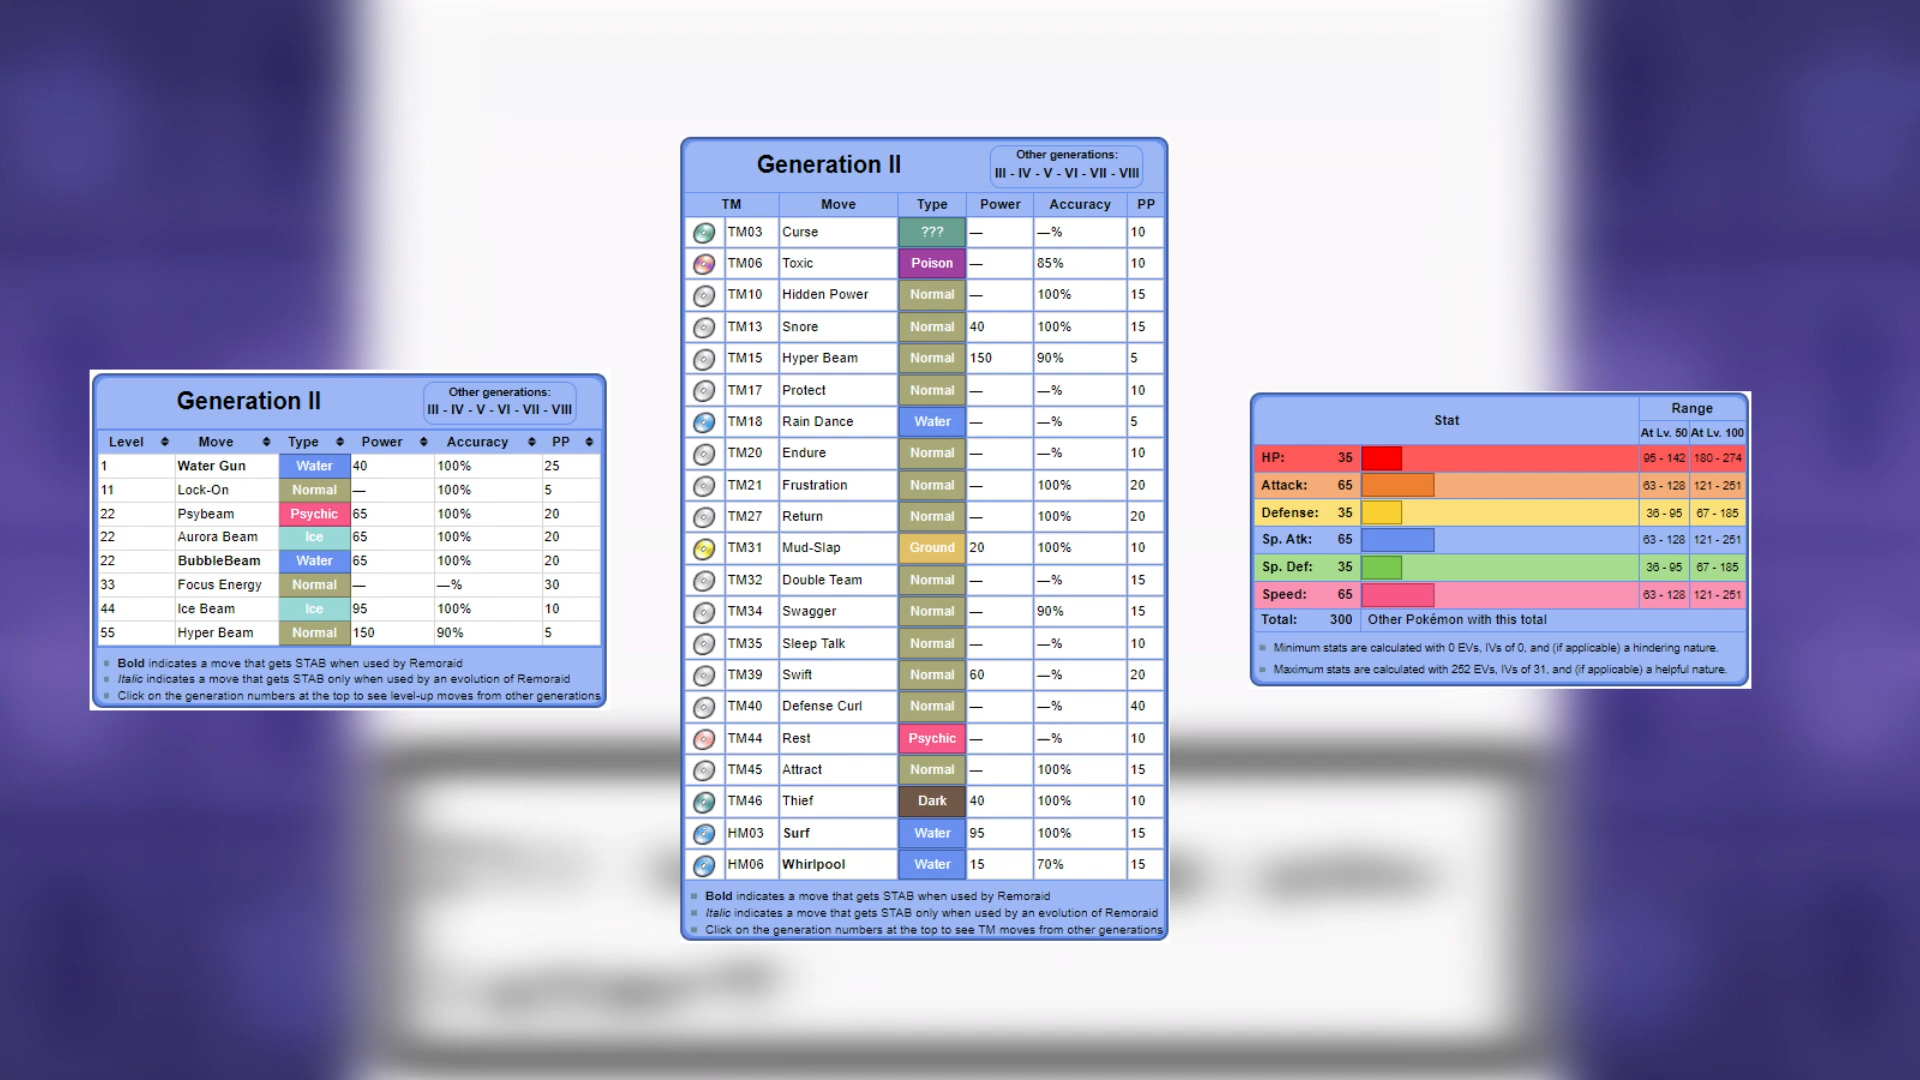 Generation II
Other generations:
III - IV - V - VI - VII - VIII
Level Move Type Power Accuracy PP
1 Water Gun Water 40 100% 25
11 Lock-On Normal — 100% 5
22 Psybeam Psychic 65 100% 20
22 Aurora Beam Ice 65 100% 20
22 BubbleBeam Water 65 100% 20
33 Focus Energy Normal — —% 30
44 Ice Beam Ice 95 100% 10
55 Hyper Beam Normal 150 90% 5
Bold indicates a move that gets STAB when used by Remoraid
Italic indicates a move that gets STAB only when used by an evolution of Remoraid
Click on the generation numbers at the top to see level-up moves from other generations
Generation II
Other generations:
III - IV - V - VI - VII - VIII
TM Move Type Power Accuracy PP
TM03 Curse ??? — —% 10
TM06 Toxic Poison — 85% 10
TM10 Hidden Power Normal — 100% 15
TM13 Snore Normal 40 100% 15
TM15 Hyper Beam Normal 150 90% 5
TM17 Protect Normal — —% 10
TM18 Rain Dance Water — —% 5
TM20 Endure Normal — —% 10
TM21 Frustration Normal — 100% 20
TM27 Return Normal — 100% 20
TM31 Mud-Slap Ground 20 100% 10
TM32 Double Team Normal — —% 15
TM34 Swagger Normal — 90% 15
TM35 Sleep Talk Normal — —% 10
TM39 Swift Normal 60 —% 20
TM40 Defense Curl Normal — —% 40
TM44 Rest Psychic — —% 10
TM45 Attract Normal — 100% 15
TM46 Thief Dark 40 100% 10
HM03 Surf Water 95 100% 15
HM06 Whirlpool Water 15 70% 15
Bold indicates a move that gets STAB when used by Remoraid
Italic indicates a move that gets STAB only when used by an evolution of Remoraid
Click on the generation numbers at the top to see TM moves from other generations
Stat Range
At Lv. 50 At Lv. 100
HP: 35 95 - 142 180 - 274
Attack: 65 63 - 128 121 - 251
Defense: 35 36 - 95 67 - 185
Sp. Atk: 65 63 - 128 121 - 251
Sp. Def: 35 36 - 95 67 - 185
Speed: 65 63 - 128 121 - 251
Total: 300 Other Pokémon with this total
Minimum stats are calculated with 0 EVs, IVs of 0, and (if applicable) a hindering nature.
Maximum stats are calculated with 252 EVs, IVs of 31, and (if applicable) a helpful nature.